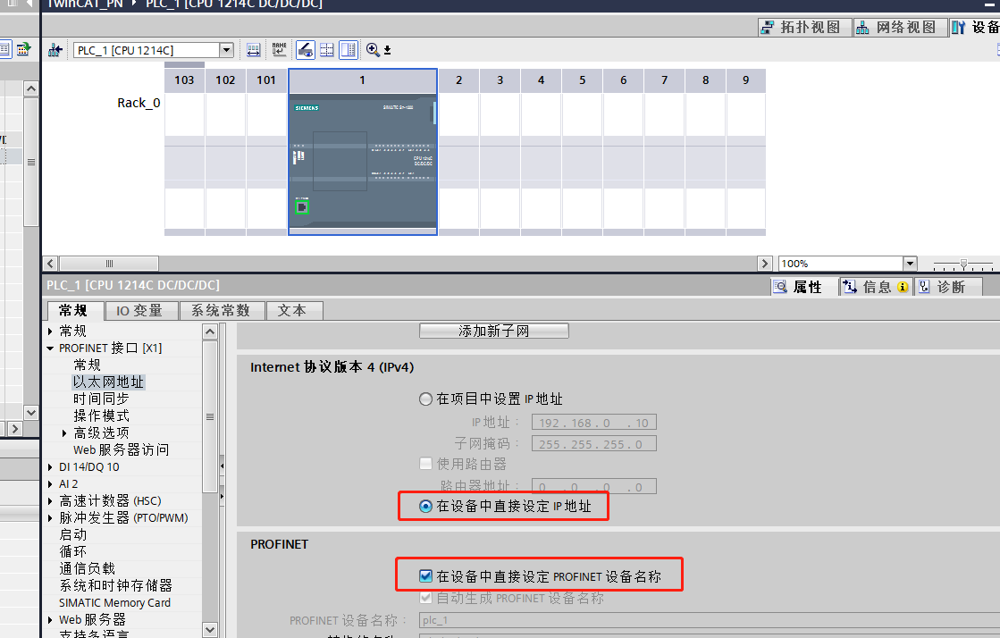 TwinCAT_PN ▸ PLC_1 [CPU 1214C DC/DC/DC]
拓扑视图 网络视图 设备
PLC_1 [CPU 1214C]
103 102 101 1 2 3 4 5 6 7 8 9
Rack_0
SIEMENS
SIMATIC S7-1200
CPU 1214C
DC/DC/DC
100%
PLC_1 [CPU 1214C DC/DC/DC]
属性 信息 诊断
常规 IO 变量 系统常数 文本
常规
PROFINET 接口 [X1]
常规
以太网地址
时间同步
操作模式
高级选项
Web 服务器访问
DI 14/DQ 10
AI 2
高速计数器 (HSC)
脉冲发生器 (PTO/PWM)
启动
循环
通信负载
系统和时钟存储器
SIMATIC Memory Card
Web 服务器
支持多语言
添加新子网
Internet 协议版本 4 (IPv4)
在项目中设置 IP 地址
IP 地址： 192 . 168 . 0 . 10
子网掩码： 255 . 255 . 255 . 0
使用路由器
路由器地址： 0 . 0 . 0 . 0
在设备中直接设定 IP 地址
PROFINET
在设备中直接设定 PROFINET 设备名称
自动生成 PROFINET 设备名称
PROFINET 设备名称： plc_1